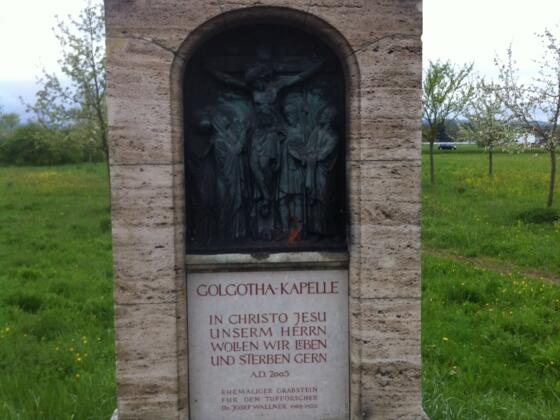 GOLGOTHA-KAPELLE
IN CHRISTO JESU
UNSERM HERRN
WOLLEN WIR LEBEN
UND STERBEN GERN
A.D. 2005
EHEMALIGER GRABSTEIN
FÜR DEN TUFFORSCHER
DR. JOSEF WALLNER